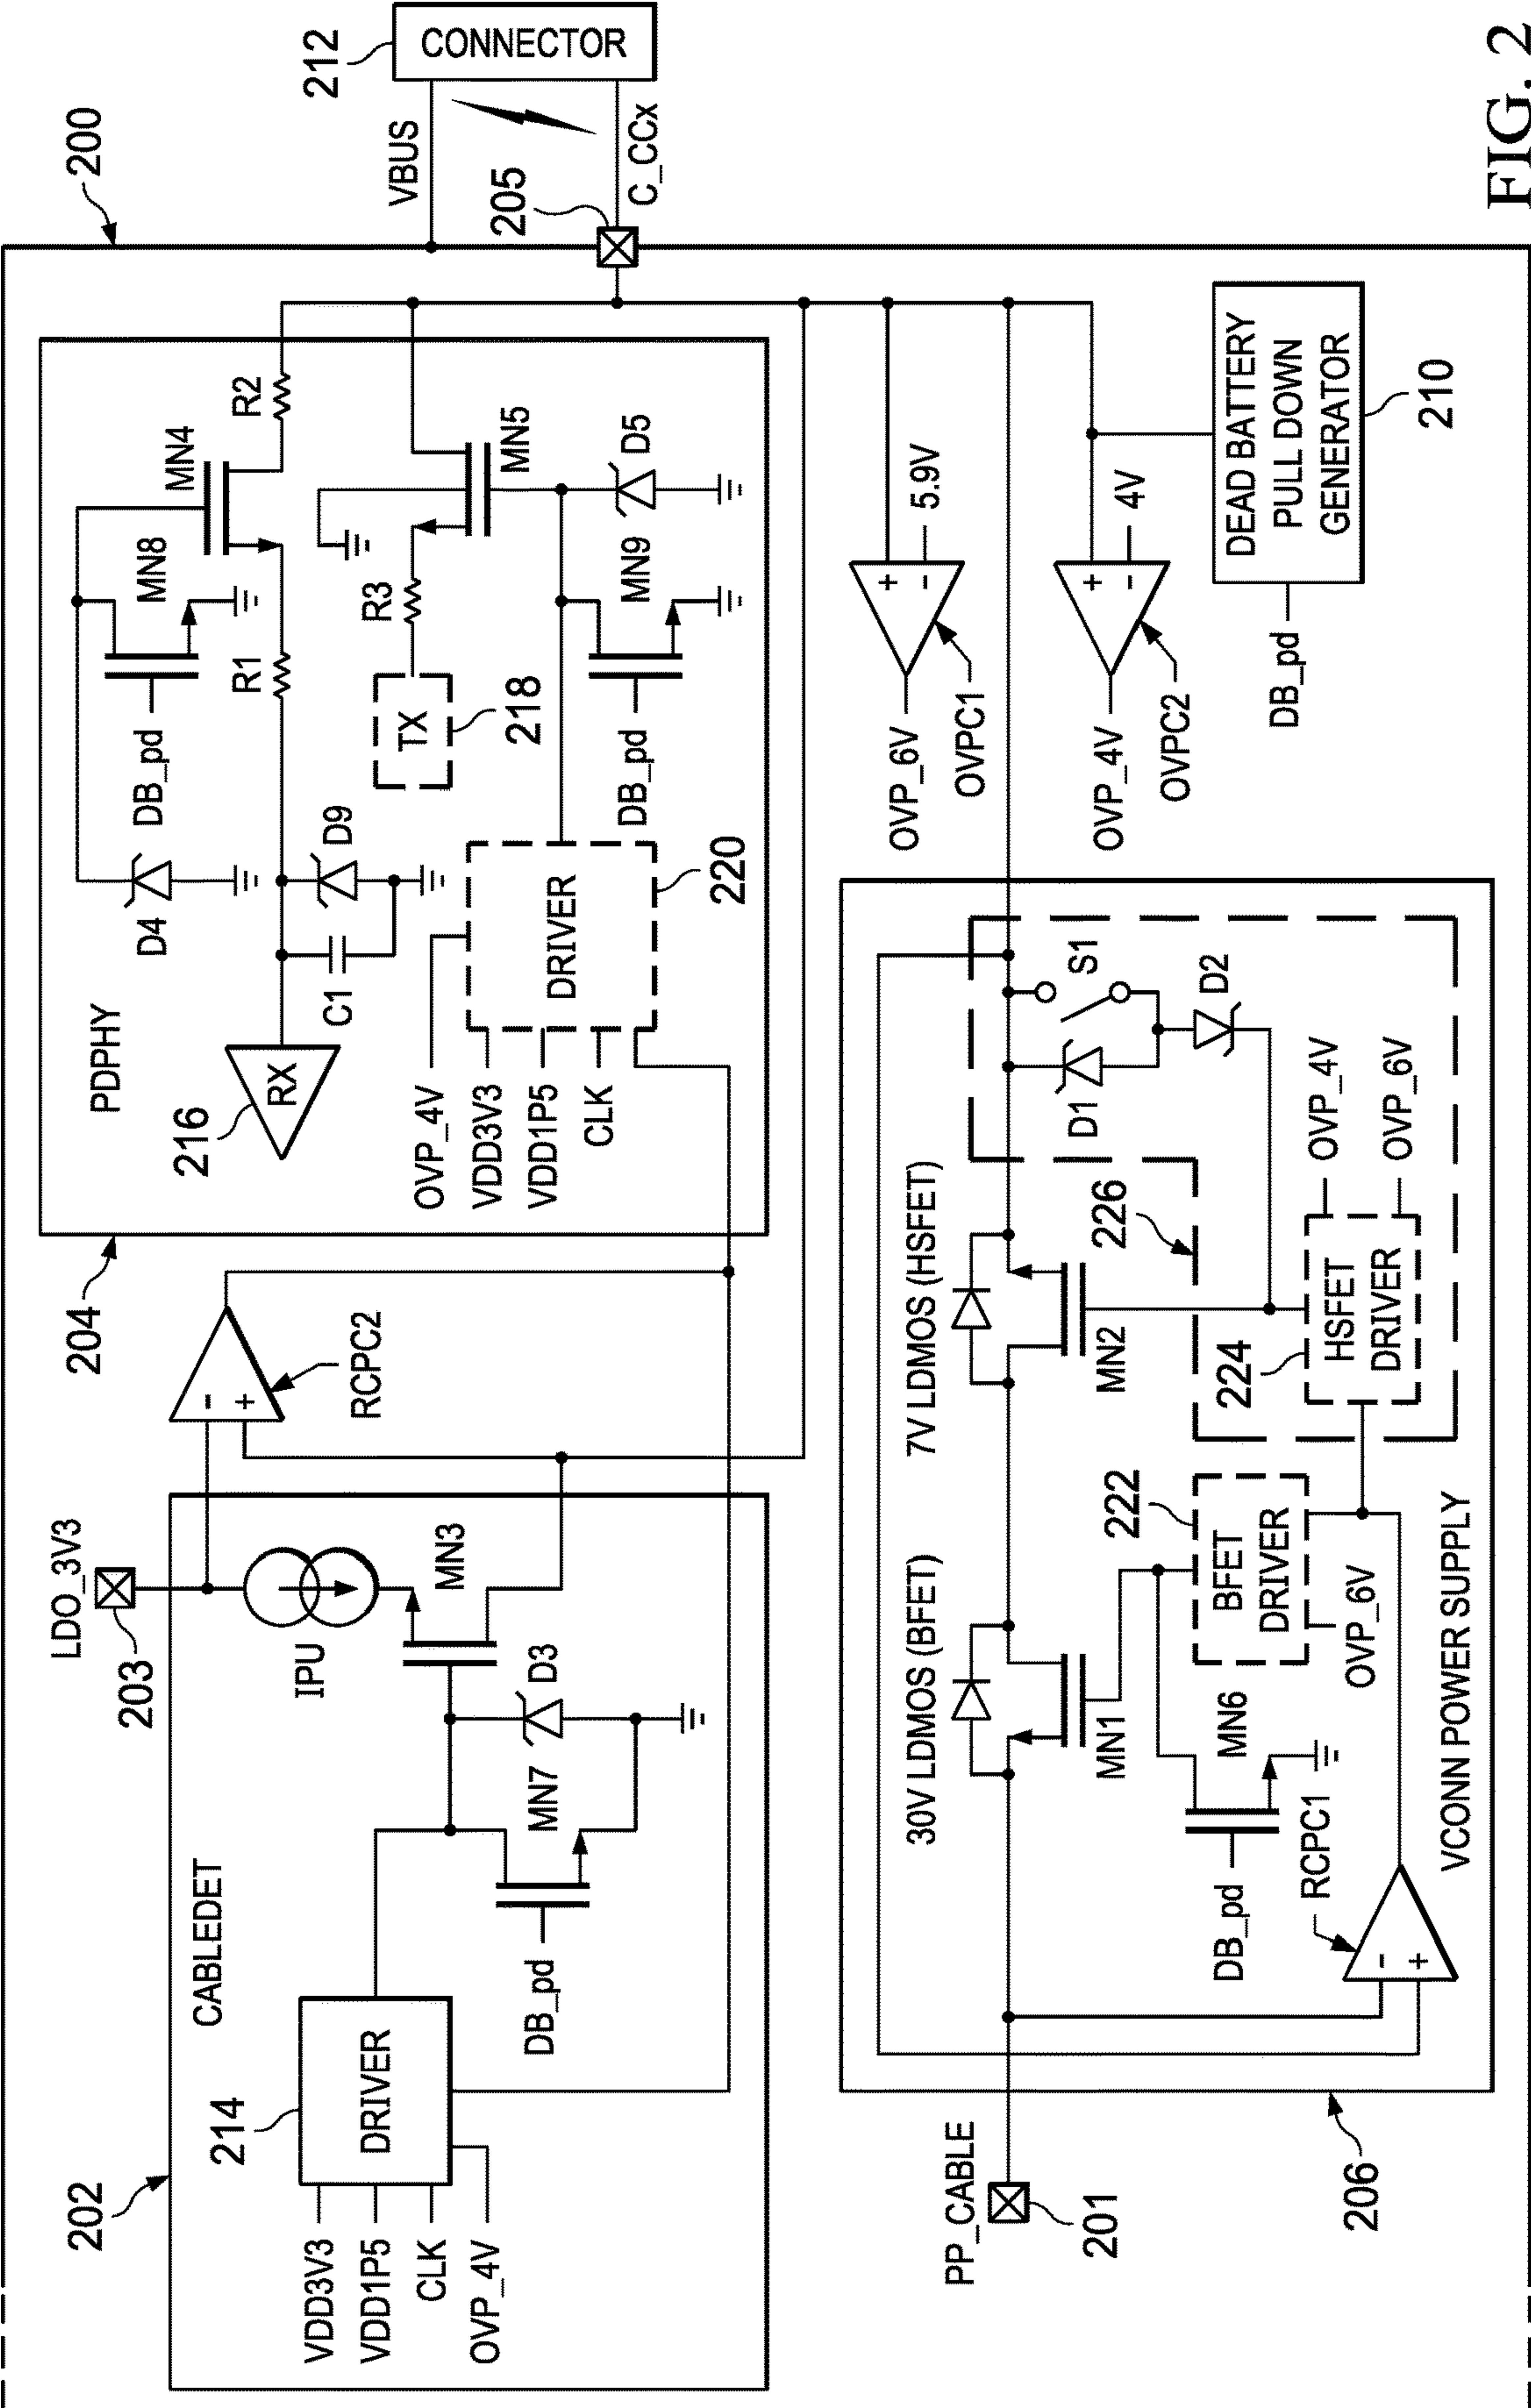 200
202
CABLEDET
214
DRIVER
VDD3V3
VDD1P5
CLK
OVP_4V
DB_pd
MN7
D3
LDO_3V3
203
IPU
MN3
RCPC2
204
PDPHY
216
RX
C1
D9
D4
DB_pd
MN8
MN4
R1
R2
OVP_4V
VDD3V3
VDD1P5
CLK
DRIVER
220
TX
218
R3
MN5
DB_pd
MN9
D5
VBUS
212
CONNECTOR
205
C_CCx
PP_CABLE
201
206
30V LDMOS (BFET)
MN1
7V LDMOS (HSFET)
MN2
226
D1
S1
D2
222
BFET
DRIVER
OVP_6V
224
HSFET
DRIVER
OVP_4V
OVP_6V
DB_pd
MN6
RCPC1
-
+
VCONN POWER SUPPLY
-
+
OVP_6V
+
-
5.9V
OVPC1
OVP_4V
+
-
4V
OVPC2
DB_pd
DEAD BATTERY
PULL DOWN
GENERATOR
210
FIG. 2